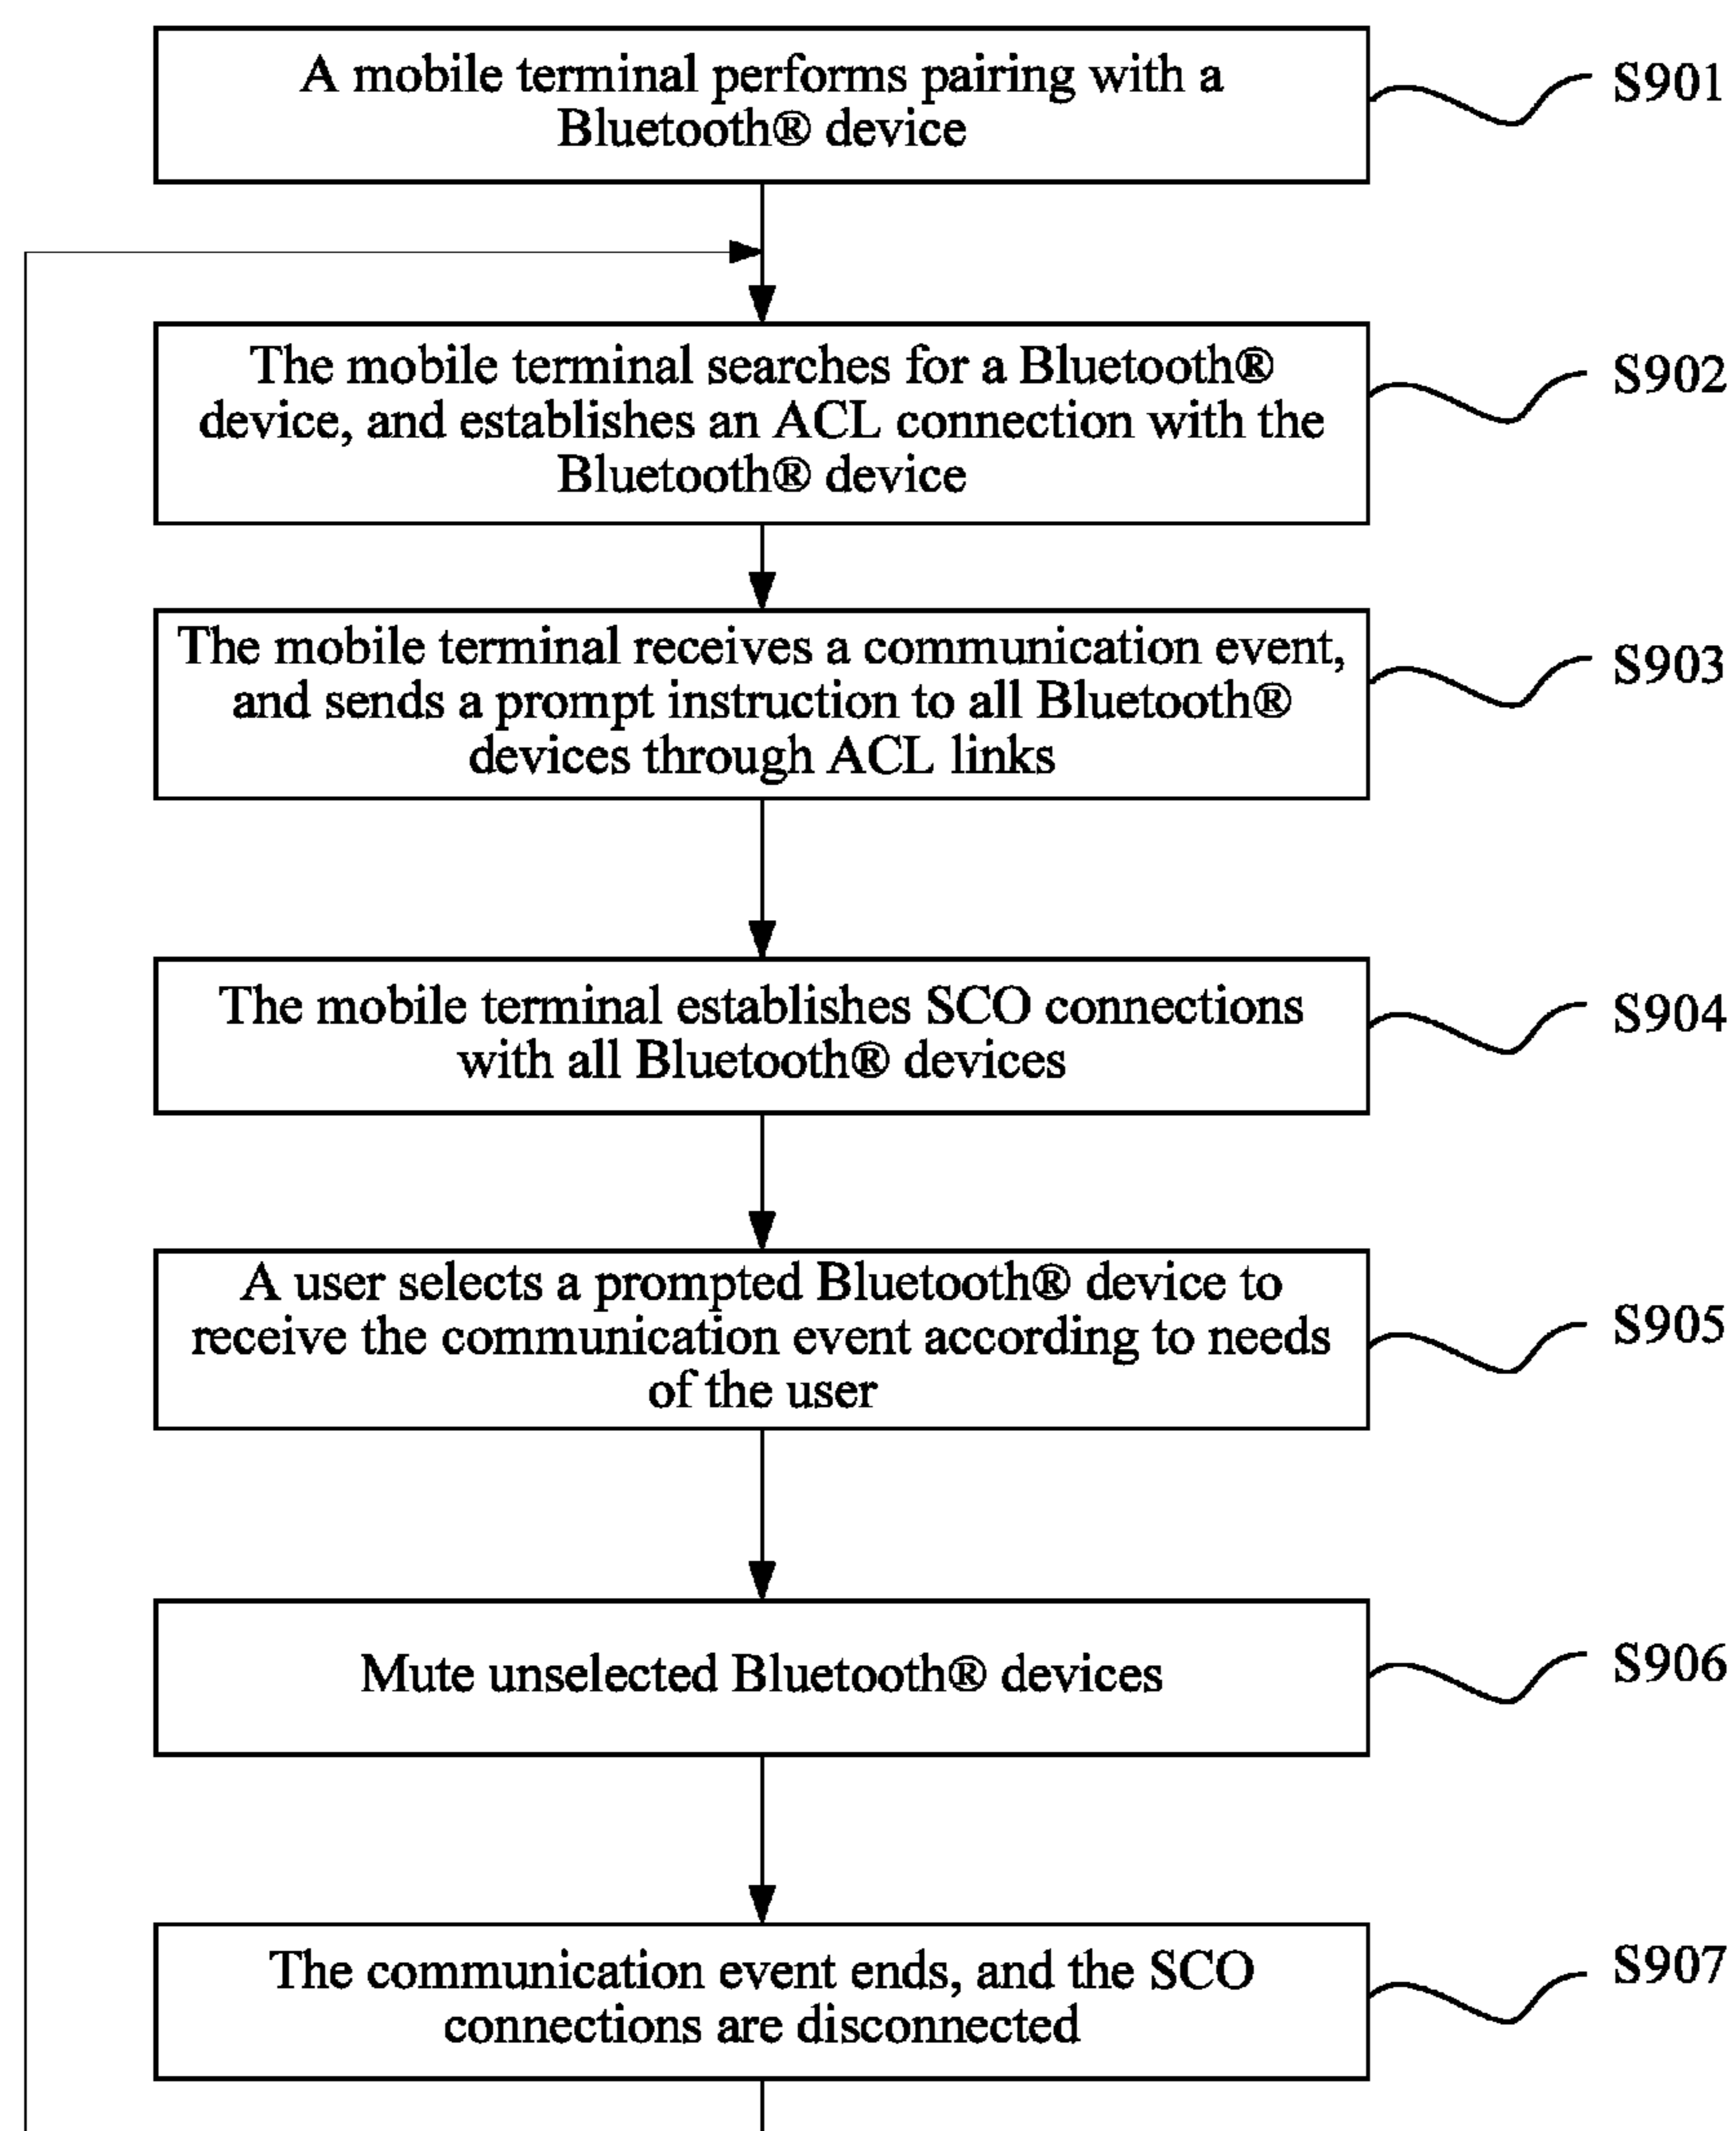 A mobile terminal performs pairing with a
Bluetooth® device
S901
The mobile terminal searches for a Bluetooth®
device, and establishes an ACL connection with the
Bluetooth® device
S902
The mobile terminal receives a communication event,
and sends a prompt instruction to all Bluetooth®
devices through ACL links
S903
The mobile terminal establishes SCO connections
with all Bluetooth® devices
S904
A user selects a prompted Bluetooth® device to
receive the communication event according to needs
of the user
S905
Mute unselected Bluetooth® devices
S906
The communication event ends, and the SCO
connections are disconnected
S907